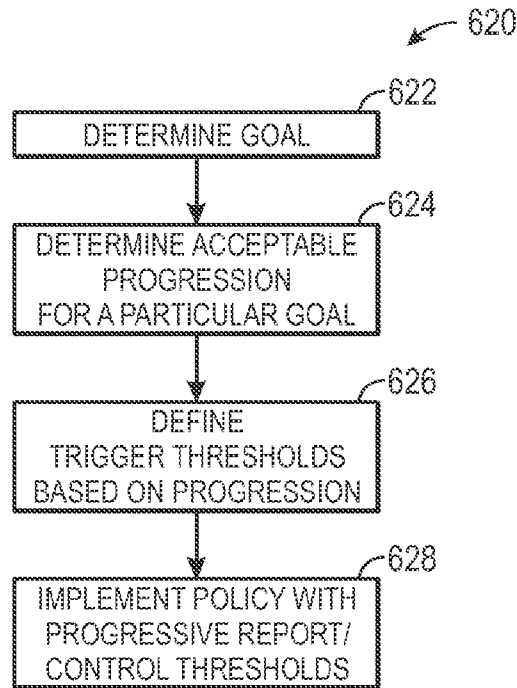 620
622
DETERMINE GOAL
624
DETERMINE ACCEPTABLE
PROGRESSION
FOR A PARTICULAR GOAL
626
DEFINE
TRIGGER THRESHOLDS
BASED ON PROGRESSION
628
IMPLEMENT POLICY WITH
PROGRESSIVE REPORT/
CONTROL THRESHOLDS